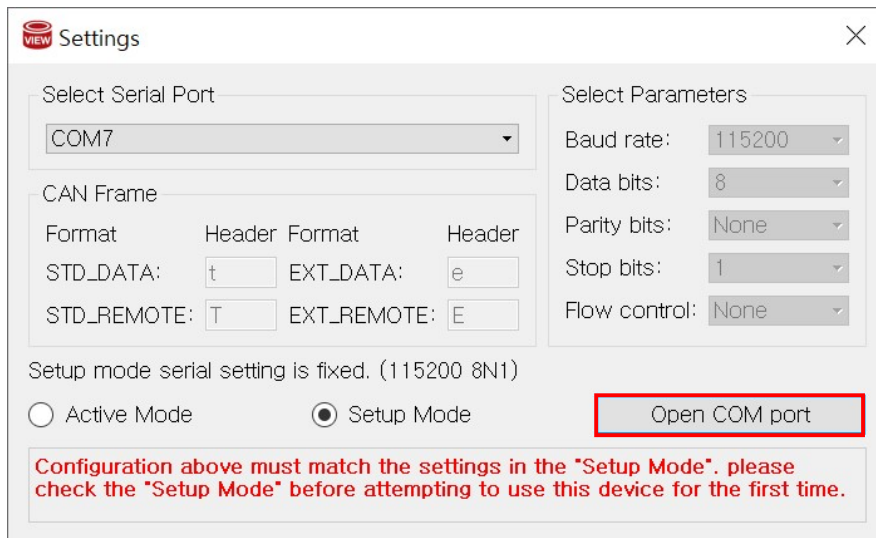 VIEW Settings
Select Serial Port
COM7
CAN Frame
Format Header Format Header
STD_DATA: t EXT_DATA: e
STD_REMOTE: T EXT_REMOTE: E
Select Parameters
Baud rate: 115200
Data bits: 8
Parity bits: None
Stop bits: 1
Flow control: None
Setup mode serial setting is fixed. (115200 8N1)
Active Mode Setup Mode Open COM port
Configuration above must match the settings in the "Setup Mode". please
check the "Setup Mode" before attempting to use this device for the first time.